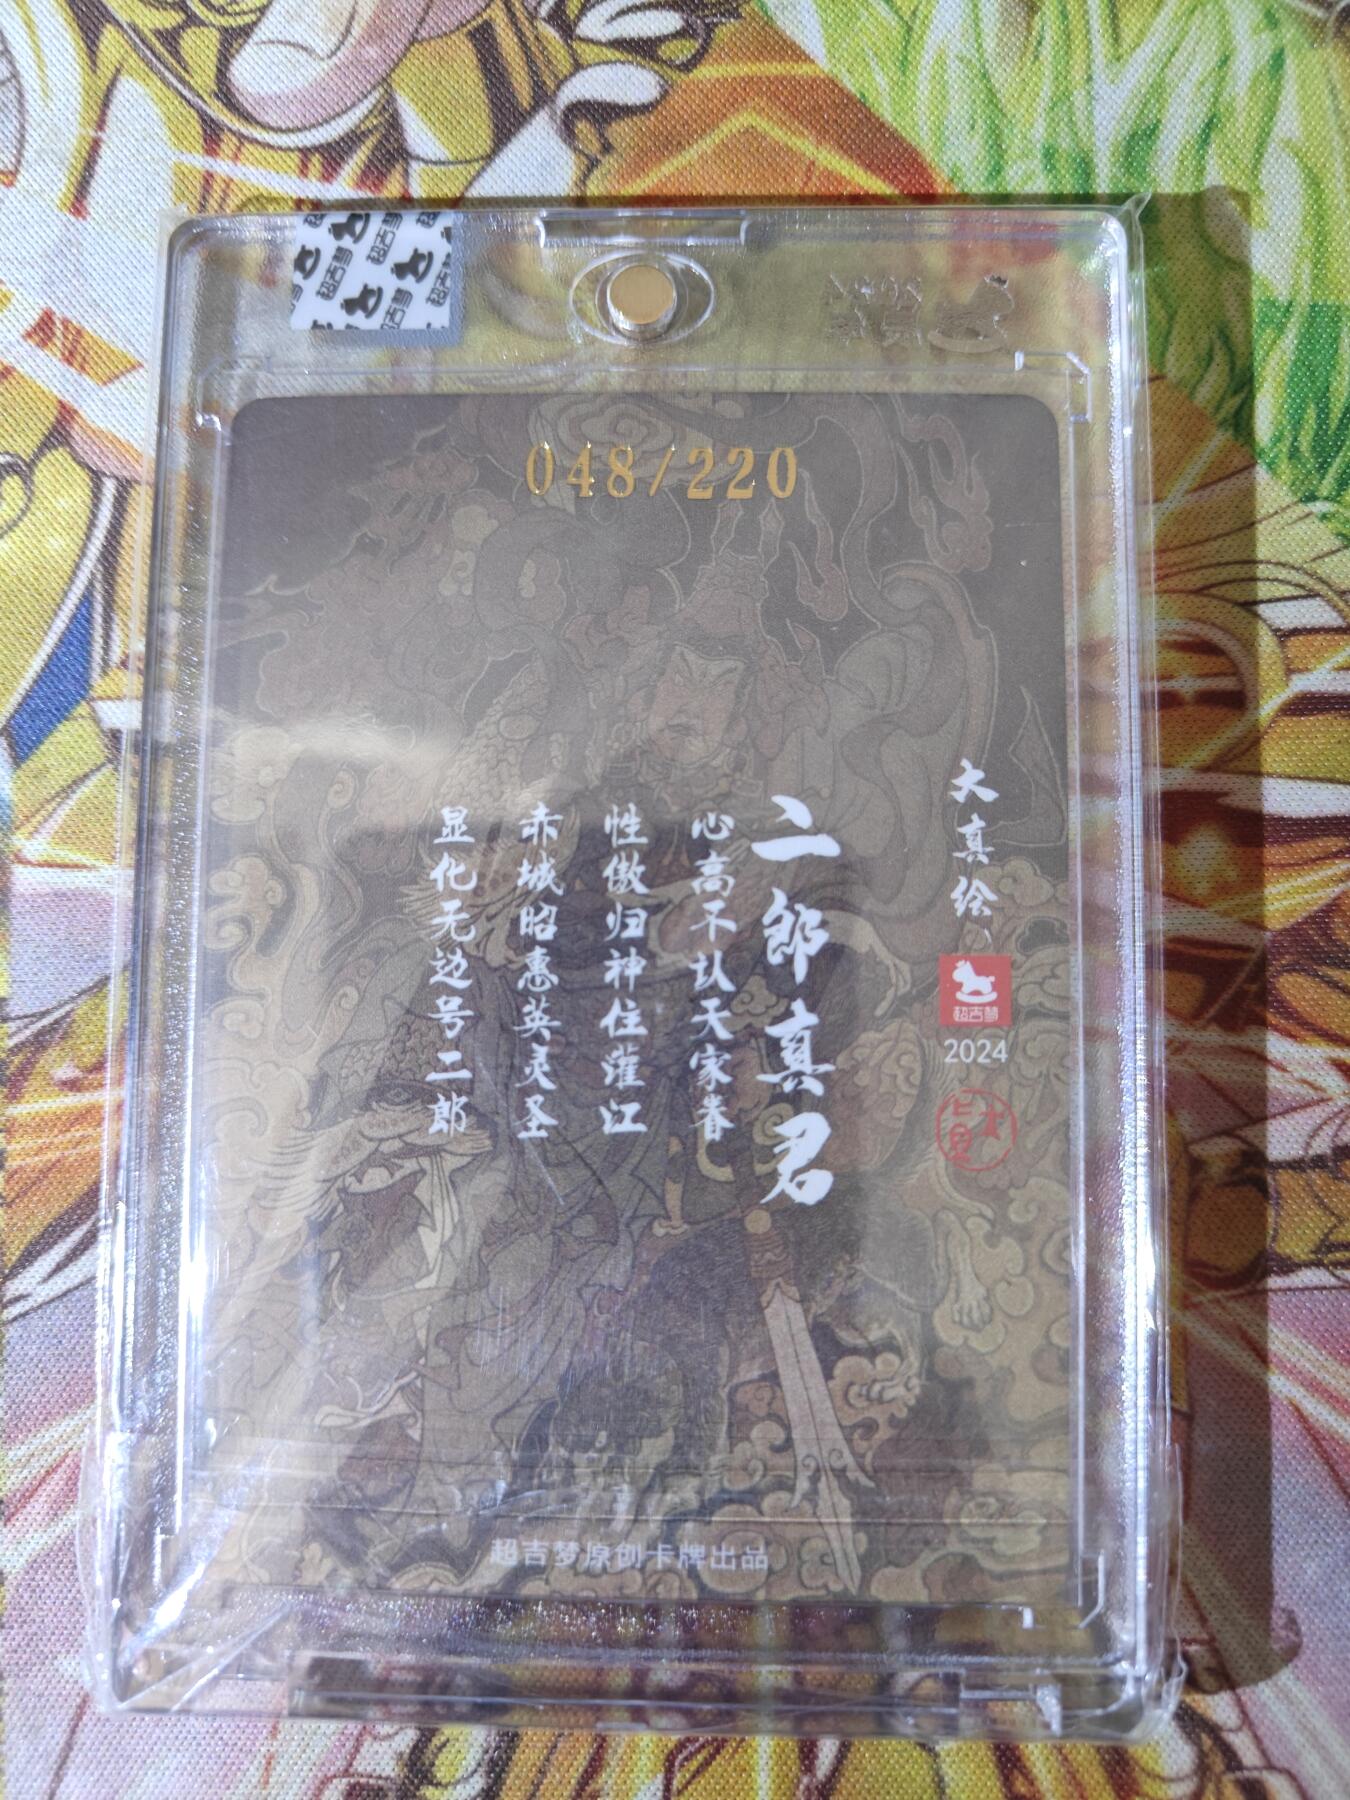 048/220
大真绘
超吉梦
2024
二郎真君
心高不认天家眷
性傲归神住灌江
赤城昭惠英灵圣
显化无边号二郎
超吉梦原创卡牌出品